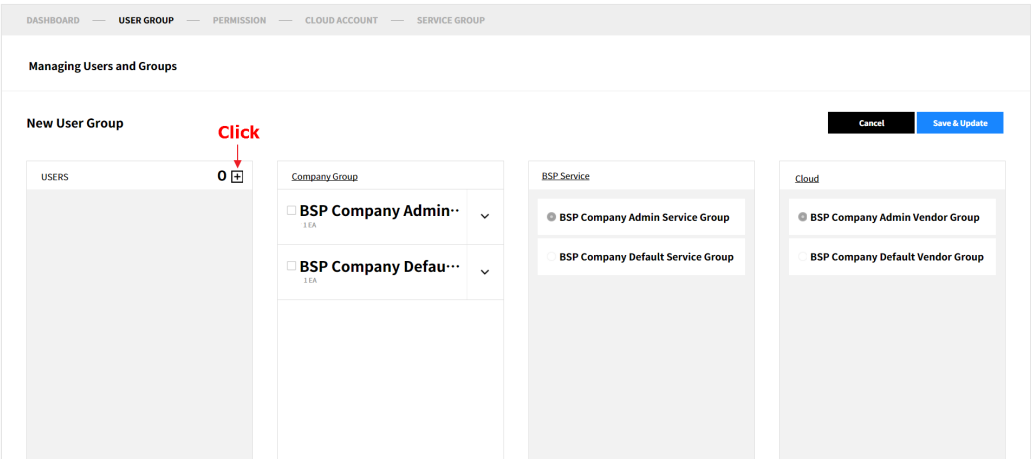 DASHBOARD — USER GROUP — PERMISSION — CLOUD ACCOUNT — SERVICE GROUP
Managing Users and Groups
New User Group
Cancel
Save & Update
Click
USERS 0
Company Group
BSP Company Admin··
1 EA
BSP Company Defau···
1 EA
BSP Service
BSP Company Admin Service Group
BSP Company Default Service Group
Cloud
BSP Company Admin Vendor Group
BSP Company Default Vendor Group